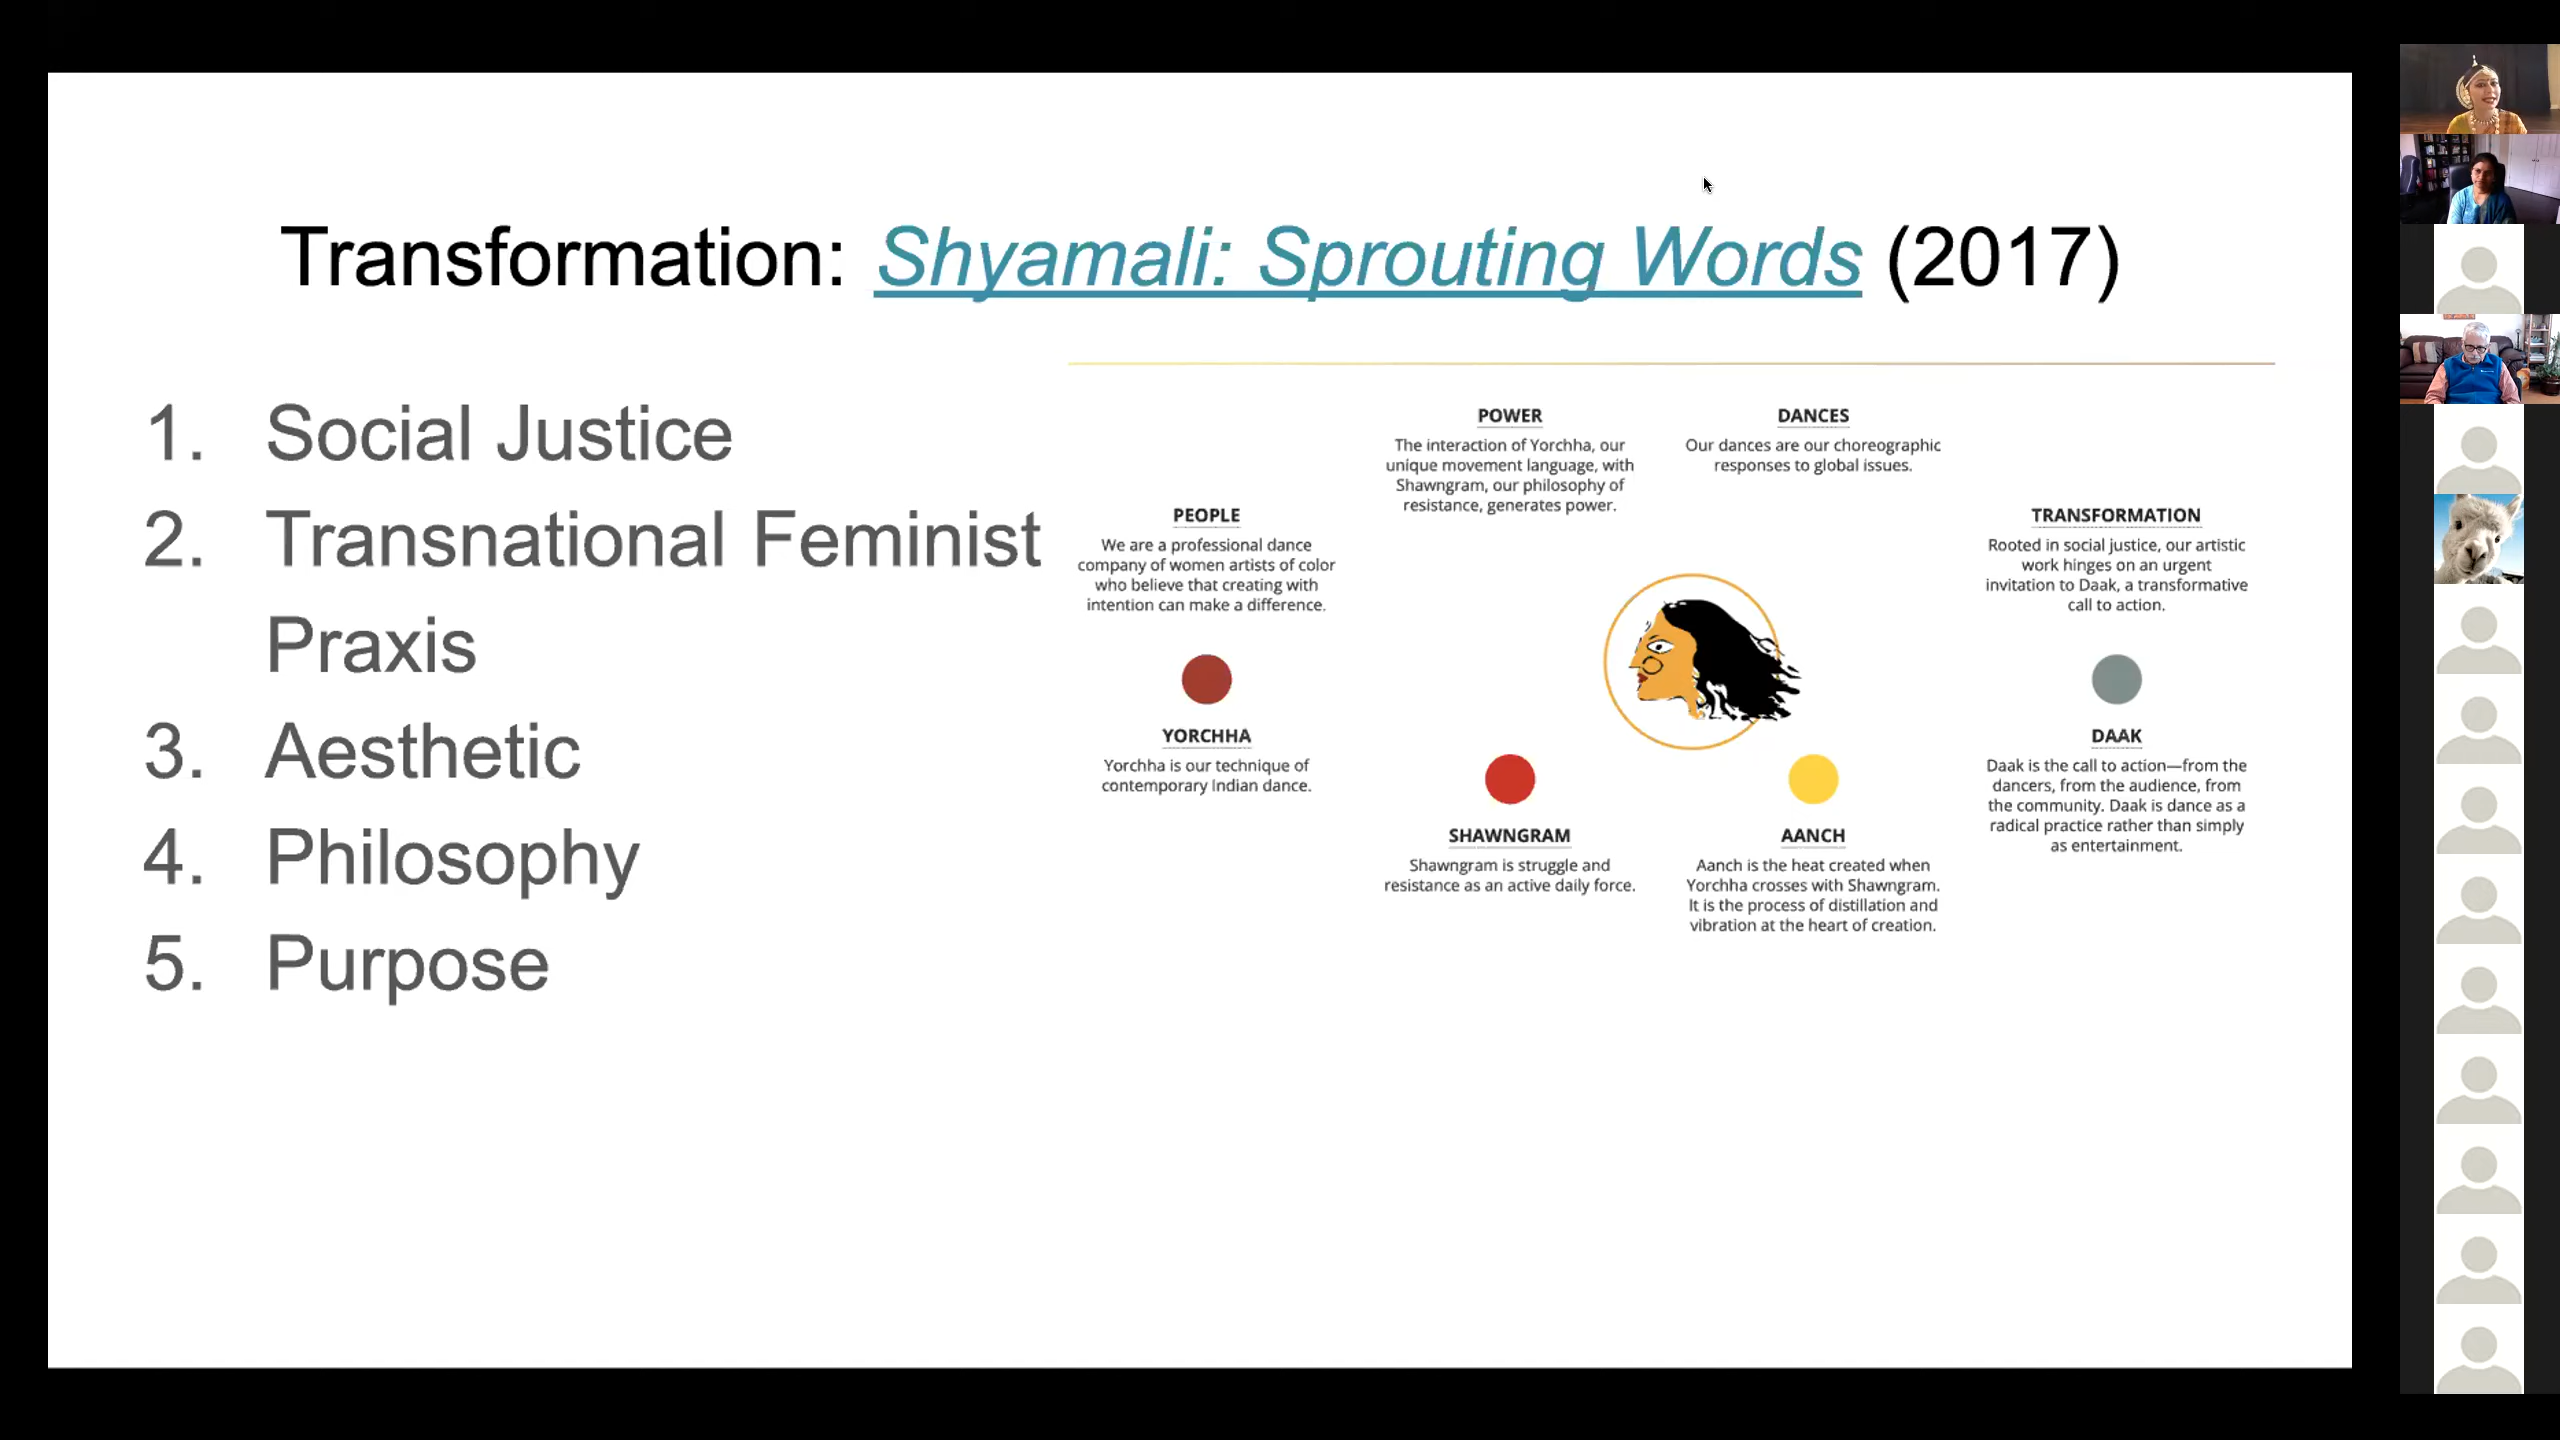 Transformation: Shyamali: Sprouting Words (2017)
1. Social Justice
2. Transnational Feminist
Praxis
3. Aesthetic
4. Philosophy
5. Purpose
PEOPLE
We are a professional dance
company of women artists of color
who believe that creating with
intention can make a difference.
YORCHHA
Yorchha is our technique of
contemporary Indian dance.
POWER
The interaction of Yorchha, our
unique movement language, with
Shawngram, our philosophy of
resistance, generates power.
SHAWNGRAM
Shawngram is struggle and
resistance as an active daily force.
DANCES
Our dances are our choreographic
responses to global issues.
AANCH
Aanch is the heat created when
Yorchha crosses with Shawngram.
It is the process of distillation and
vibration at the heart of creation.
TRANSFORMATION
Rooted in social justice, our artistic
work hinges on an urgent
invitation to Daak, a transformative
call to action.
DAAK
Daak is the call to action—from the
dancers, from the audience, from
the community. Daak is dance as a
radical practice rather than simply
as entertainment.